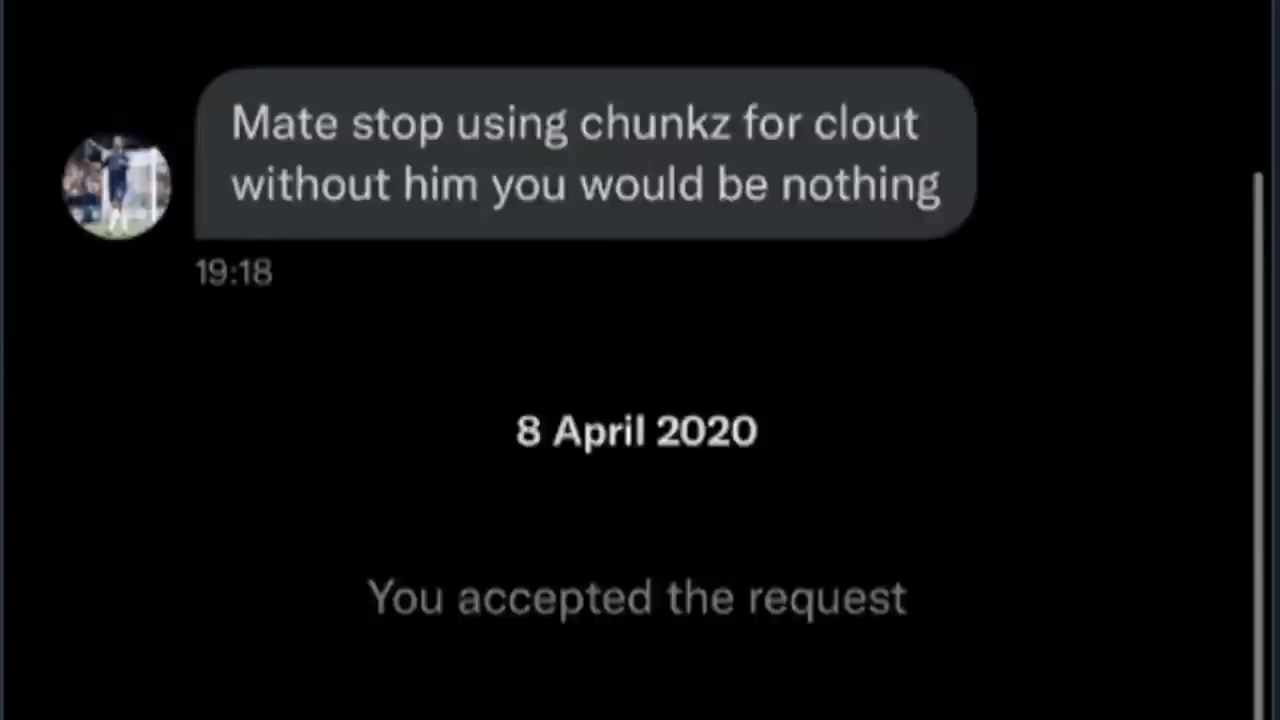 Mate stop using chunkz for clout
without him you would be nothing
19:18
8 April 2020
You accepted the request